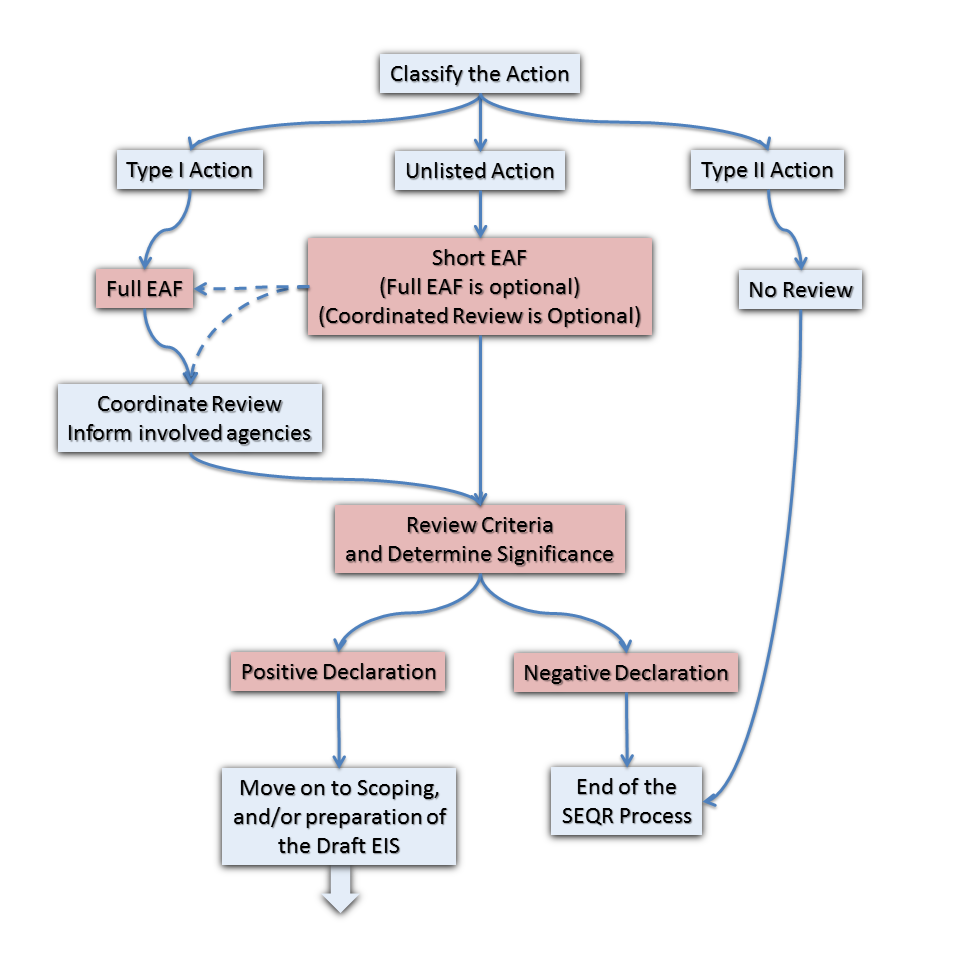 Classify the Action
Type I Action
Unlisted Action
Type II Action
Short EAF
(Full EAF is optional)
(Coordinated Review is Optional)
Full EAF
No Review
Coordinate Review
Inform involved agencies
Review Criteria
and Determine Significance
Positive Declaration
Negative Declaration
Move on to Scoping,
and/or preparation of
the Draft EIS
End of the
SEQR Process